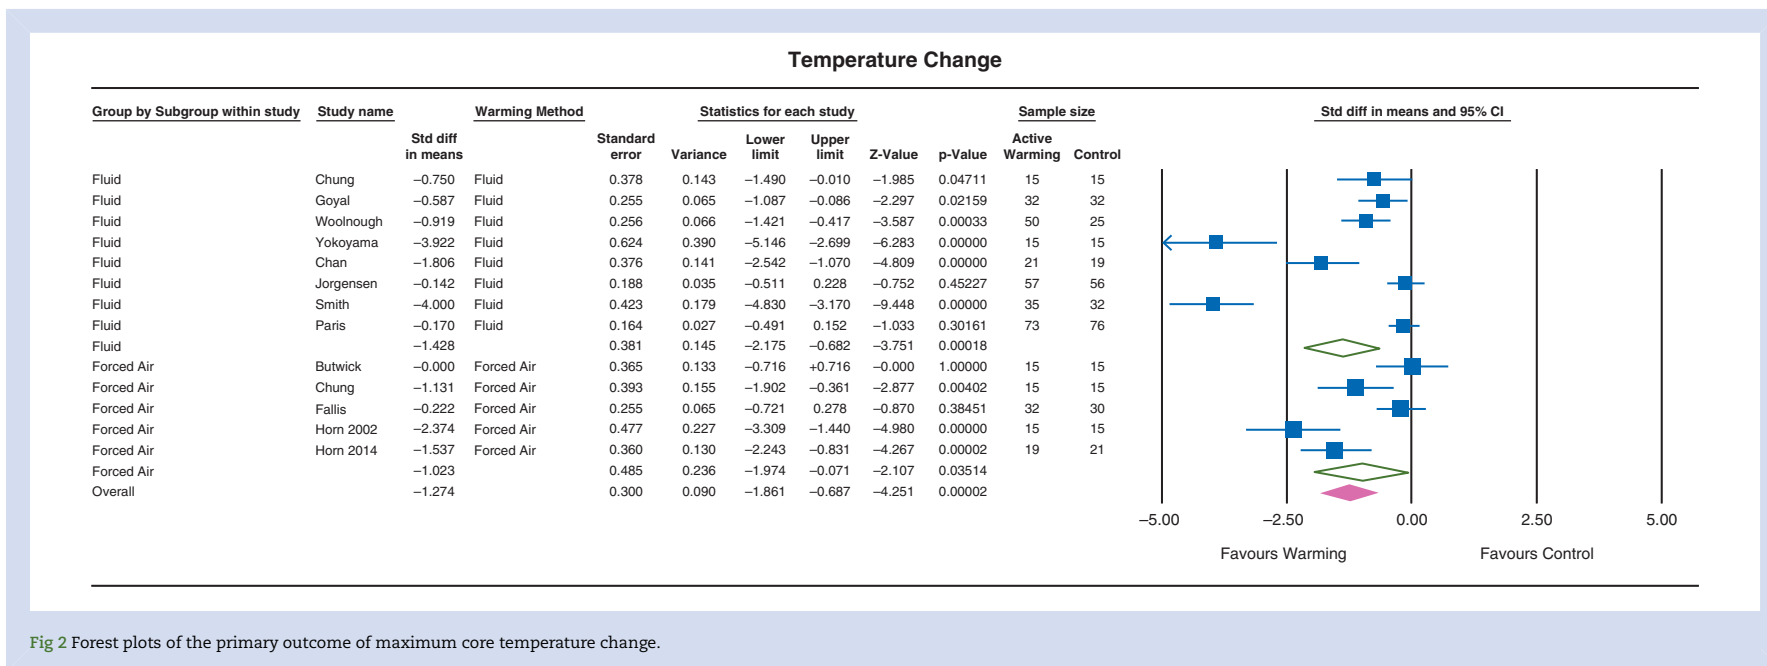 Temperature Change
Group by Subgroup within study Study name Warming Method Statistics for each study Sample size Std diff in means and 95% CI
Std diff in means Standard error Variance Lower limit Upper limit Z-Value p-Value Active Warming Control
Fluid Chung –0.750 Fluid 0.378 0.143 –1.490 –0.010 –1.985 0.04711 15 15
Fluid Goyal –0.587 Fluid 0.255 0.065 –1.087 –0.086 –2.297 0.02159 32 32
Fluid Woolnough –0.919 Fluid 0.256 0.066 –1.421 –0.417 –3.587 0.00033 50 25
Fluid Yokoyama –3.922 Fluid 0.624 0.390 –5.146 –2.699 –6.283 0.00000 15 15
Fluid Chan –1.806 Fluid 0.376 0.141 –2.542 –1.070 –4.809 0.00000 21 19
Fluid Jorgensen –0.142 Fluid 0.188 0.035 –0.511 0.228 –0.752 0.45227 57 56
Fluid Smith –4.000 Fluid 0.423 0.179 –4.830 –3.170 –9.448 0.00000 35 32
Fluid Paris –0.170 Fluid 0.164 0.027 –0.491 0.152 –1.033 0.30161 73 76
Fluid –1.428 0.381 0.145 –2.175 –0.682 –3.751 0.00018
Forced Air Butwick –0.000 Forced Air 0.365 0.133 –0.716 +0.716 –0.000 1.00000 15 15
Forced Air Chung –1.131 Forced Air 0.393 0.155 –1.902 –0.361 –2.877 0.00402 15 15
Forced Air Fallis –0.222 Forced Air 0.255 0.065 –0.721 0.278 –0.870 0.38451 32 30
Forced Air Horn 2002 –2.374 Forced Air 0.477 0.227 –3.309 –1.440 –4.980 0.00000 15 15
Forced Air Horn 2014 –1.537 Forced Air 0.360 0.130 –2.243 –0.831 –4.267 0.00002 19 21
Forced Air –1.023 0.485 0.236 –1.974 –0.071 –2.107 0.03514
Overall –1.274 0.300 0.090 –1.861 –0.687 –4.251 0.00002
–5.00 –2.50 0.00 2.50 5.00
Favours Warming Favours Control
Fig 2 Forest plots of the primary outcome of maximum core temperature change.